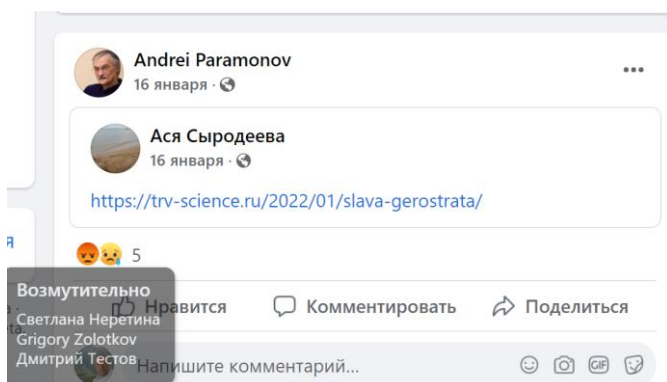 Andrei Paramonov
16 января
Ася Сыродеева
16 января
https://trv-science.ru/2022/01/slava-gerostrata/
я
5
Возмутительно
Светлана Неретина
Grigory Zolotkov
Дмитрий Тестов
Нравится
Комментировать
Поделиться
Напишите комментарий...
GIF